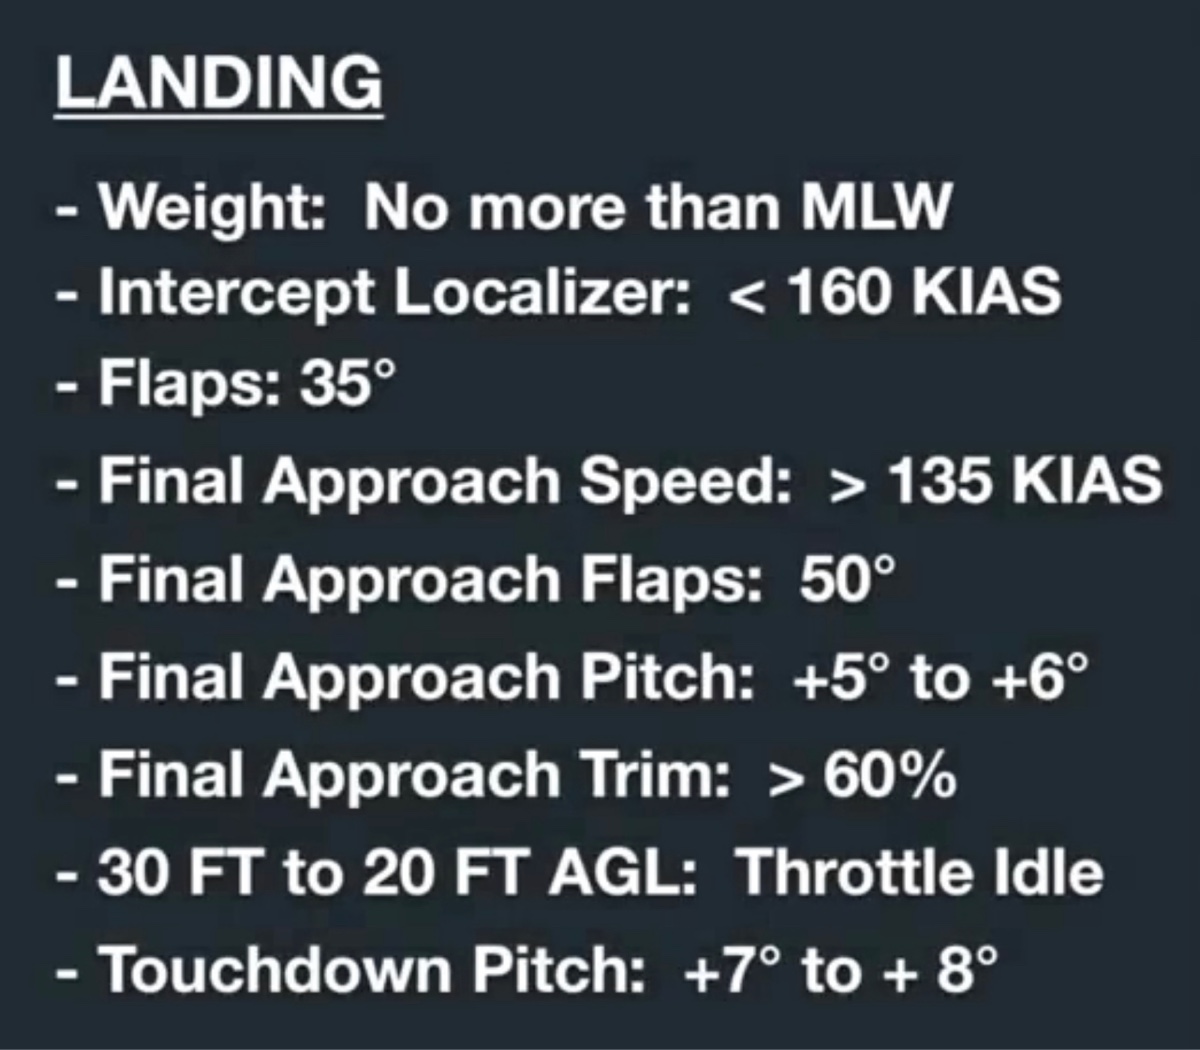 LANDING
- Weight:  No more than MLW
- Intercept Localizer:  < 160 KIAS
- Flaps: 35°
- Final Approach Speed:  > 135 KIAS
- Final Approach Flaps:  50°
- Final Approach Pitch:  +5° to +6°
- Final Approach Trim:  > 60%
- 30 FT to 20 FT AGL:  Throttle Idle
- Touchdown Pitch:  +7° to + 8°